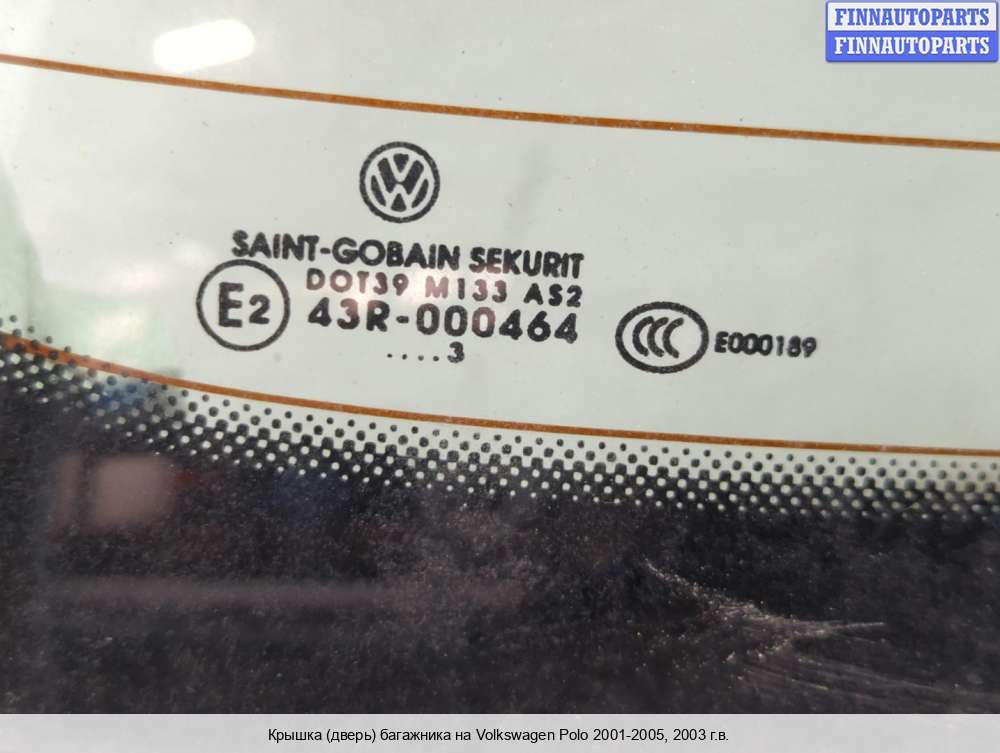 FINNAUTOPARTS
FINNAUTOPARTS
SAINT-GOBAIN SEKURIT
DOT39 M133 AS2
E2 43R-000464
....3
CCC E000189
Крышка (дверь) багажника на Volkswagen Polo 2001-2005, 2003 г.в.